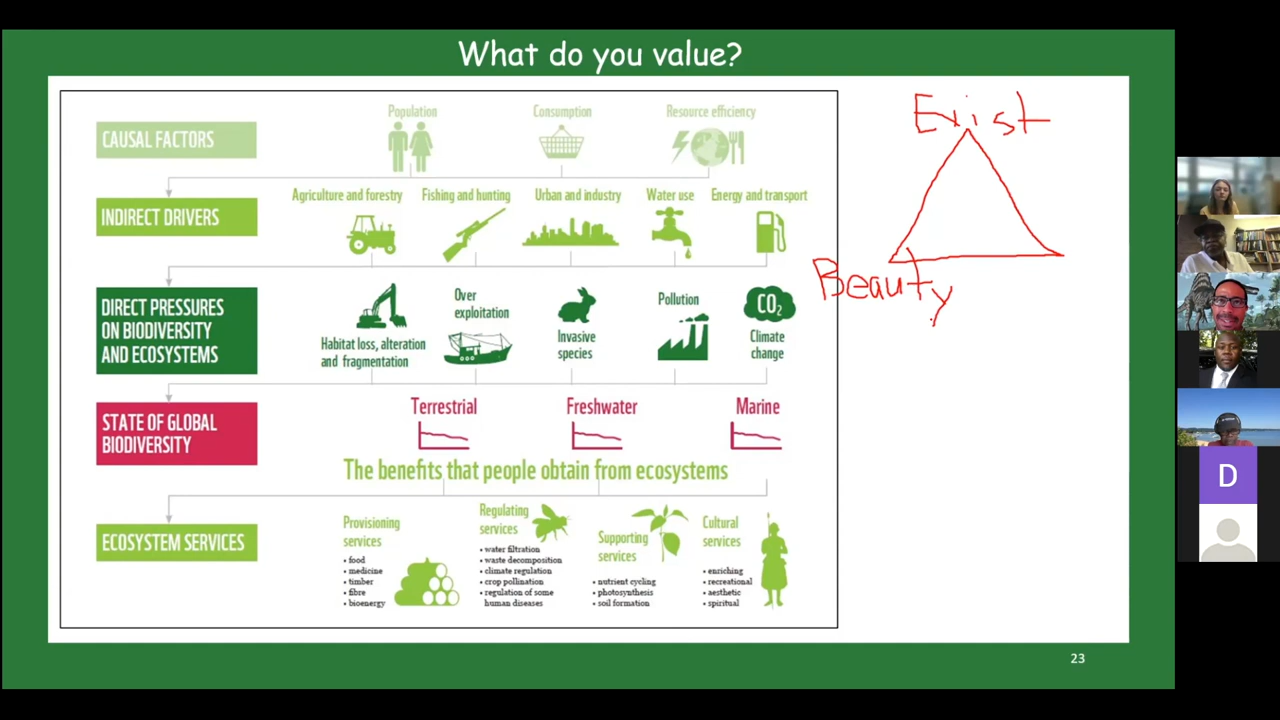 What do you value?
CAUSAL FACTORS
Population
Consumption
Resource efficiency
INDIRECT DRIVERS
Agriculture and forestry
Fishing and hunting
Urban and industry
Water use
Energy and transport
DIRECT PRESSURES
ON BIODIVERSITY
AND ECOSYSTEMS
Habitat loss, alteration
and fragmentation
Over
exploitation
Invasive
species
Pollution
CO2
Climate
change
STATE OF GLOBAL
BIODIVERSITY
Terrestrial
Freshwater
Marine
The benefits that people obtain from ecosystems
ECOSYSTEM SERVICES
Provisioning
services
• food
• medicine
• timber
• fibre
• bioenergy
Regulating
services
• water filtration
• waste decomposition
• climate regulation
• crop pollination
• regulation of some
human diseases
Supporting
services
• nutrient cycling
• photosynthesis
• soil formation
Cultural
services
• enriching
• recreational
• aesthetic
• spiritual
Exist
Beauty
23
D